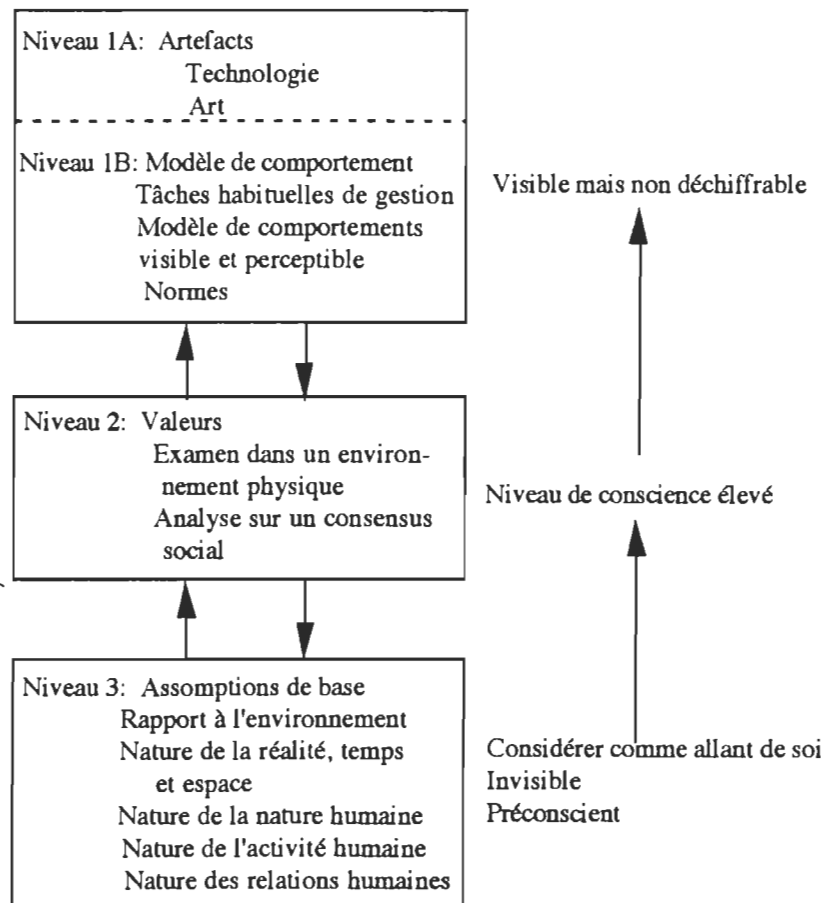 Niveau 1A: Artefacts
Technologie
Art
Niveau 1B: Modèle de comportement
Tâches habituelles de gestion
Modèle de comportements
visible et perceptible
Normes
Visible mais non déchiffrable
Niveau 2: Valeurs
Examen dans un environ-
nement physique
Analyse sur un consensus
social
Niveau de conscience élevé
Niveau 3: Assomptions de base
Rapport à l'environnement
Nature de la réalité, temps
et espace
Nature de la nature humaine
Nature de l'activité humaine
Nature des relations humaines
Considérer comme allant de soi
Invisible
Préconscient